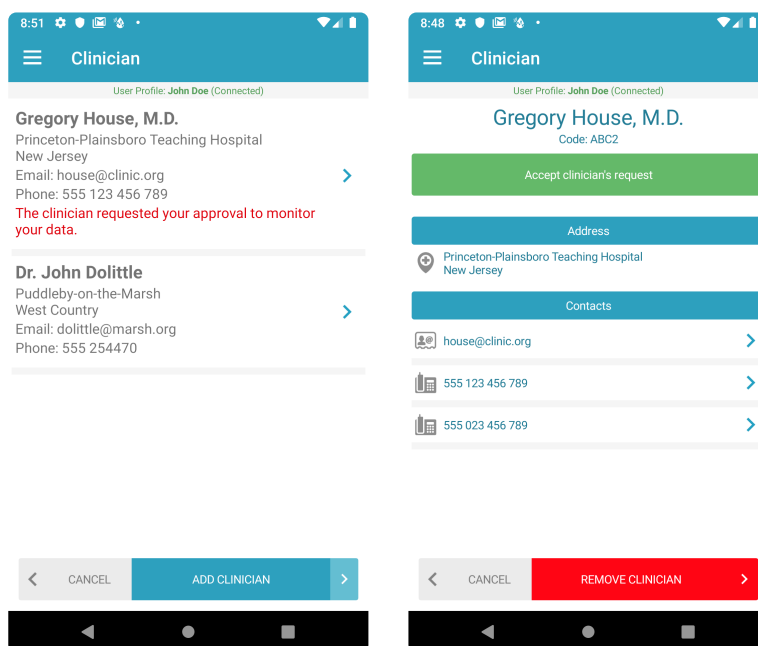 8:51
Clinician
User Profile: John Doe (Connected)
Gregory House, M.D.
Princeton-Plainsboro Teaching Hospital
New Jersey
Email: house@clinic.org
Phone: 555 123 456 789
The clinician requested your approval to monitor
your data.
Dr. John Dolittle
Puddleby-on-the-Marsh
West Country
Email: dolittle@marsh.org
Phone: 555 254470
CANCEL
ADD CLINICIAN
8:48
Clinician
User Profile: John Doe (Connected)
Gregory House, M.D.
Code: ABC2
Accept clinician's request
Address
Princeton-Plainsboro Teaching Hospital
New Jersey
Contacts
house@clinic.org
555 123 456 789
555 023 456 789
CANCEL
REMOVE CLINICIAN